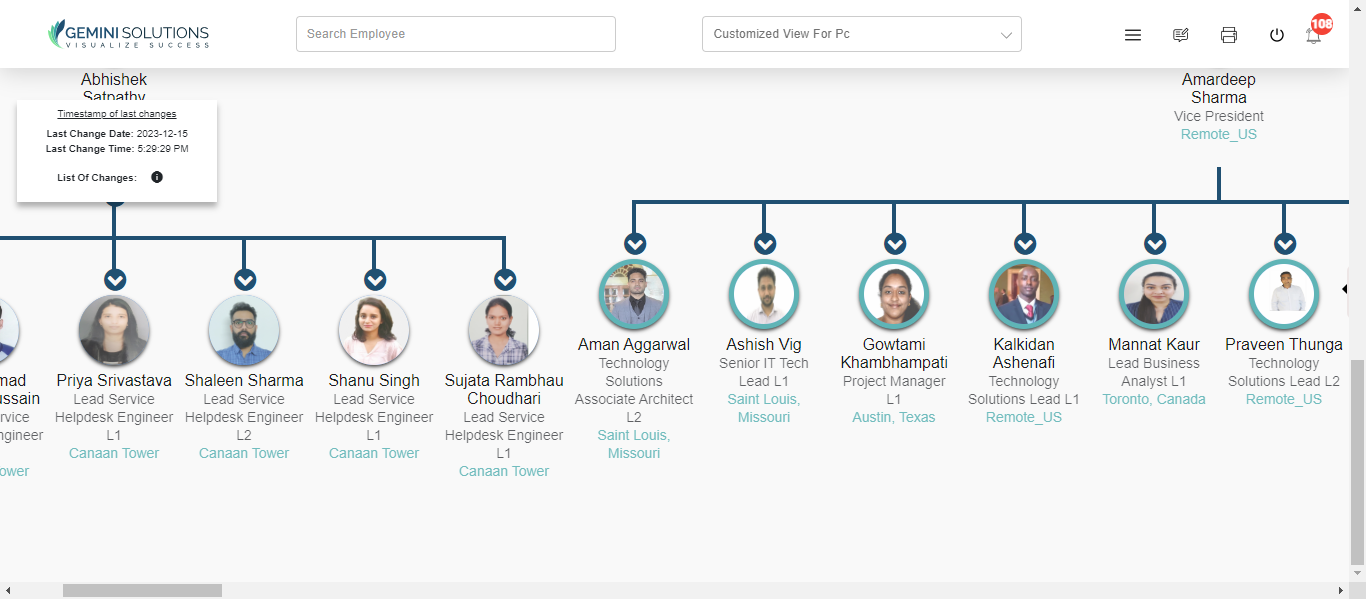 GEMINI SOLUTIONS
VISUALIZE SUCCESS
Search Employee
Customized View For Pc
108
Abhishek
Satpathy
Timestamp of last changes
Last Change Date: 2023-12-15
Last Change Time: 5:29:29 PM
List Of Changes:
Amardeep
Sharma
Vice President
Remote_US
mad
ussain
rvice
ngineer
ower
Priya Srivastava
Lead Service
Helpdesk Engineer
L1
Canaan Tower
Shaleen Sharma
Lead Service
Helpdesk Engineer
L2
Canaan Tower
Shanu Singh
Lead Service
Helpdesk Engineer
L1
Canaan Tower
Sujata Rambhau
Choudhari
Lead Service
Helpdesk Engineer
L1
Canaan Tower
Aman Aggarwal
Technology
Solutions
Associate Architect
L2
Saint Louis,
Missouri
Ashish Vig
Senior IT Tech
Lead L1
Saint Louis,
Missouri
Gowtami
Khambhampati
Project Manager
L1
Austin, Texas
Kalkidan
Ashenafi
Technology
Solutions Lead L1
Remote_US
Mannat Kaur
Lead Business
Analyst L1
Toronto, Canada
Praveen Thunga
Technology
Solutions Lead L2
Remote_US